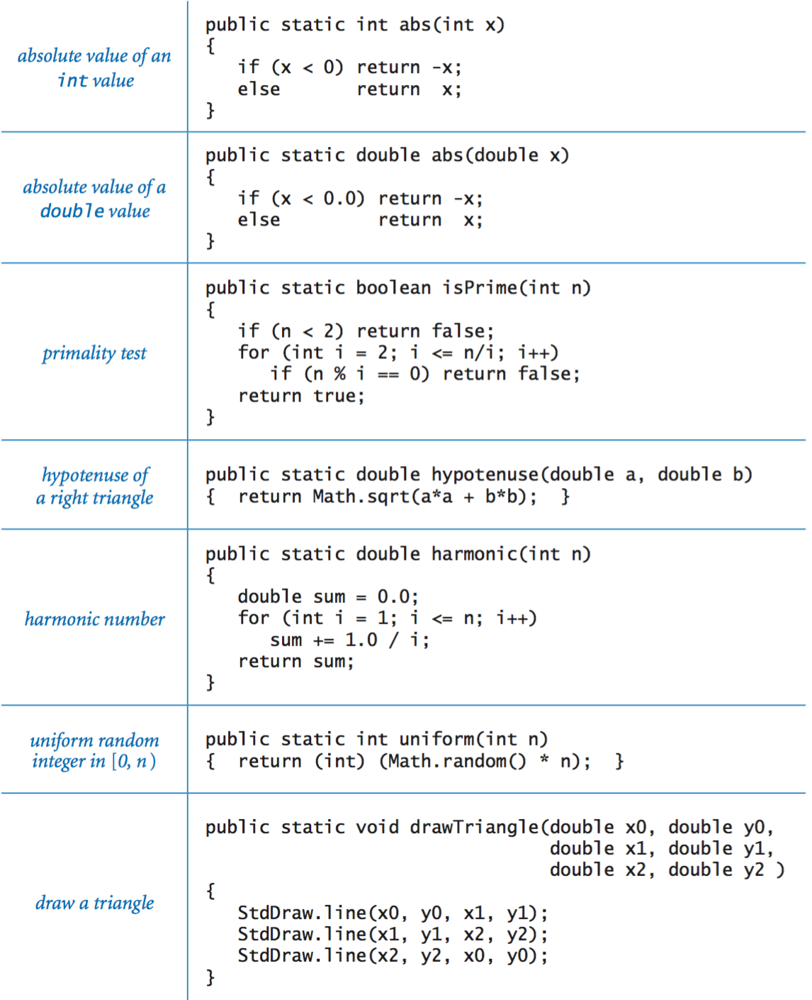 absolute value of an
int value
public static int abs(int x)
{
   if (x < 0) return -x;
   else       return  x;
}
absolute value of a
double value
public static double abs(double x)
{
   if (x < 0.0) return -x;
   else         return  x;
}
primality test
public static boolean isPrime(int n)
{
   if (n < 2) return false;
   for (int i = 2; i <= n/i; i++)
      if (n % i == 0) return false;
   return true;
}
hypotenuse of
a right triangle
public static double hypotenuse(double a, double b)
{  return Math.sqrt(a*a + b*b);  }
harmonic number
public static double harmonic(int n)
{
   double sum = 0.0;
   for (int i = 1; i <= n; i++)
      sum += 1.0 / i;
   return sum;
}
uniform random
integer in [0, n )
public static int uniform(int n)
{  return (int) (Math.random() * n);  }
draw a triangle
public static void drawTriangle(double x0, double y0,
                                double x1, double y1,
                                double x2, double y2 )
{
   StdDraw.line(x0, y0, x1, y1);
   StdDraw.line(x1, y1, x2, y2);
   StdDraw.line(x2, y2, x0, y0);
}